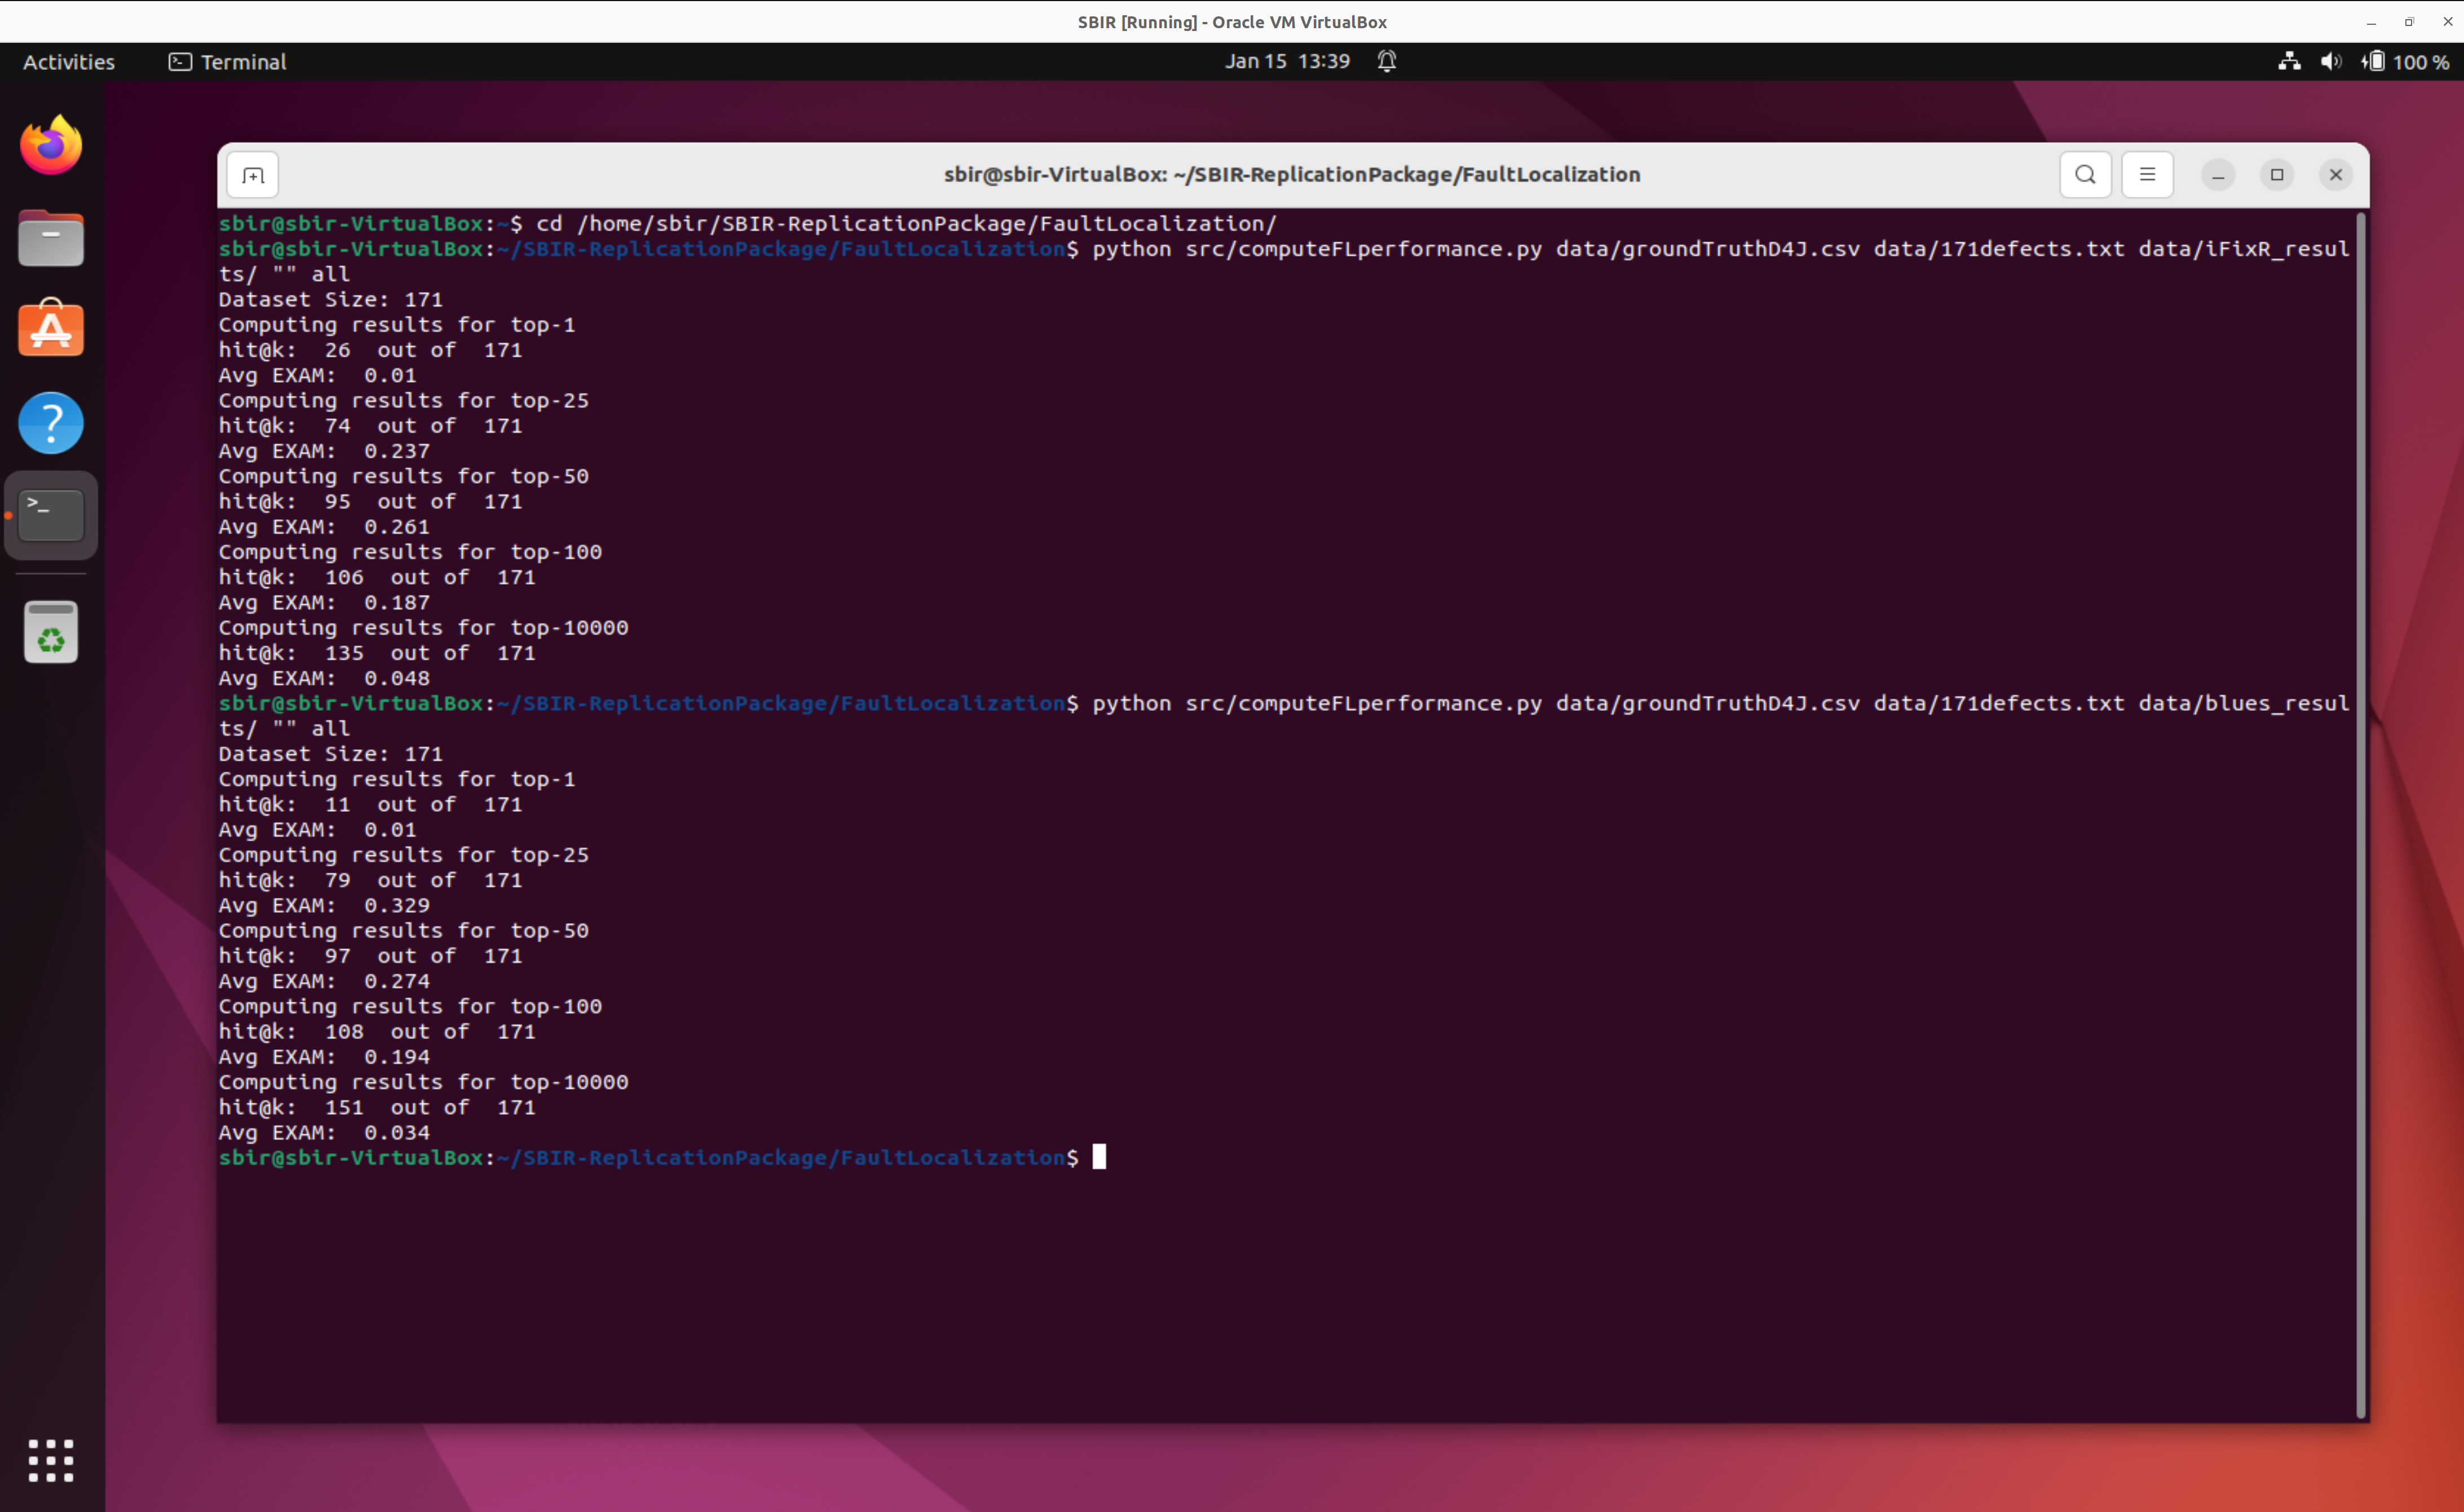 SBIR [Running] - Oracle VM VirtualBox
Activities
Terminal
Jan 15 13:39
100 %
sbir@sbir-VirtualBox: ~/SBIR-ReplicationPackage/FaultLocalization
sbir@sbir-VirtualBox:~$ cd /home/sbir/SBIR-ReplicationPackage/FaultLocalization/
sbir@sbir-VirtualBox:~/SBIR-ReplicationPackage/FaultLocalization$ python src/computeFLperformance.py data/groundTruthD4J.csv data/171defects.txt data/iFixR_resul
ts/ "" all
Dataset Size: 171
Computing results for top-1
hit@k:  26  out of  171
Avg EXAM:  0.01
Computing results for top-25
hit@k:  74  out of  171
Avg EXAM:  0.237
Computing results for top-50
hit@k:  95  out of  171
Avg EXAM:  0.261
Computing results for top-100
hit@k:  106  out of  171
Avg EXAM:  0.187
Computing results for top-10000
hit@k:  135  out of  171
Avg EXAM:  0.048
sbir@sbir-VirtualBox:~/SBIR-ReplicationPackage/FaultLocalization$ python src/computeFLperformance.py data/groundTruthD4J.csv data/171defects.txt data/blues_resul
ts/ "" all
Dataset Size: 171
Computing results for top-1
hit@k:  11  out of  171
Avg EXAM:  0.01
Computing results for top-25
hit@k:  79  out of  171
Avg EXAM:  0.329
Computing results for top-50
hit@k:  97  out of  171
Avg EXAM:  0.274
Computing results for top-100
hit@k:  108  out of  171
Avg EXAM:  0.194
Computing results for top-10000
hit@k:  151  out of  171
Avg EXAM:  0.034
sbir@sbir-VirtualBox:~/SBIR-ReplicationPackage/FaultLocalization$